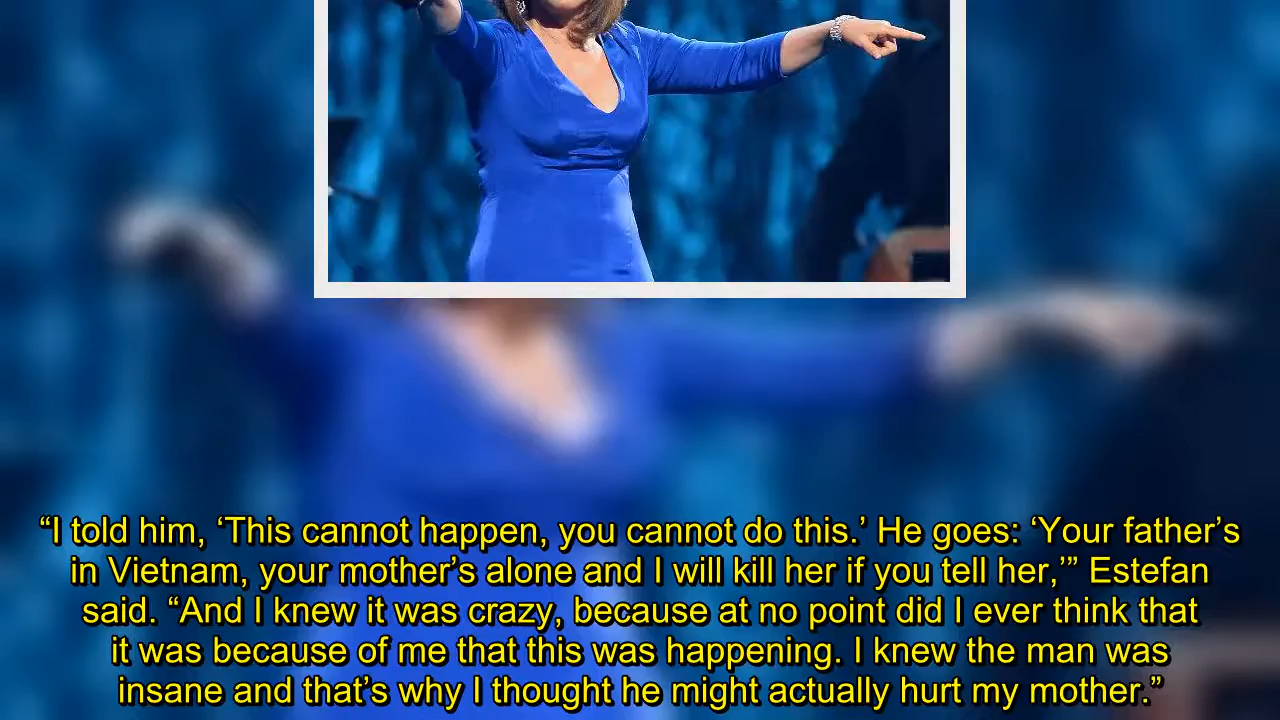 “I told him, ‘This cannot happen, you cannot do this.’ He goes: ‘Your father’s
in Vietnam, your mother’s alone and I will kill her if you tell her,’” Estefan
said. “And I knew it was crazy, because at no point did I ever think that
it was because of me that this was happening. I knew the man was
insane and that’s why I thought he might actually hurt my mother.”